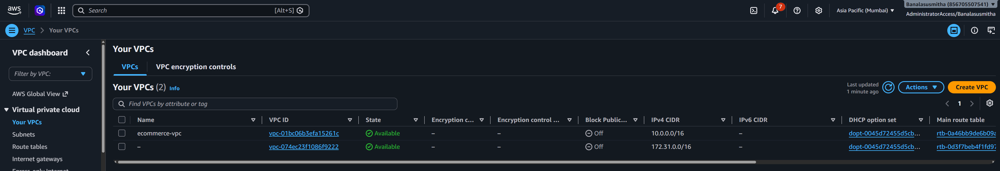 aws
Search [Alt+S]
7
Asia Pacific (Mumbai)
Banalasusmitha (856705507541)
AdministratorAccess/Banalasusmitha
VPC > Your VPCs
VPC dashboard
Filter by VPC:
AWS Global View
Virtual private cloud
Your VPCs
Subnets
Route tables
Internet gateways
Egress-only Internet
Your VPCs
VPCs VPC encryption controls
Your VPCs (2) Info
Last updated
1 minute ago
Actions
Create VPC
Find VPCs by attribute or tag
1
Name VPC ID State Encryption c... Encryption control ... Block Public... IPv4 CIDR IPv6 CIDR DHCP option set Main route table
ecommerce-vpc vpc-01bc06b3efa15261c Available – – Off 10.0.0.0/16 – dopt-0045d72455d5cb... rtb-0a46bb9de6b09a
– vpc-074ec23f1086f9222 Available – – Off 172.31.0.0/16 – dopt-0045d72455d5cb... rtb-0d3f7beb4f1fd97